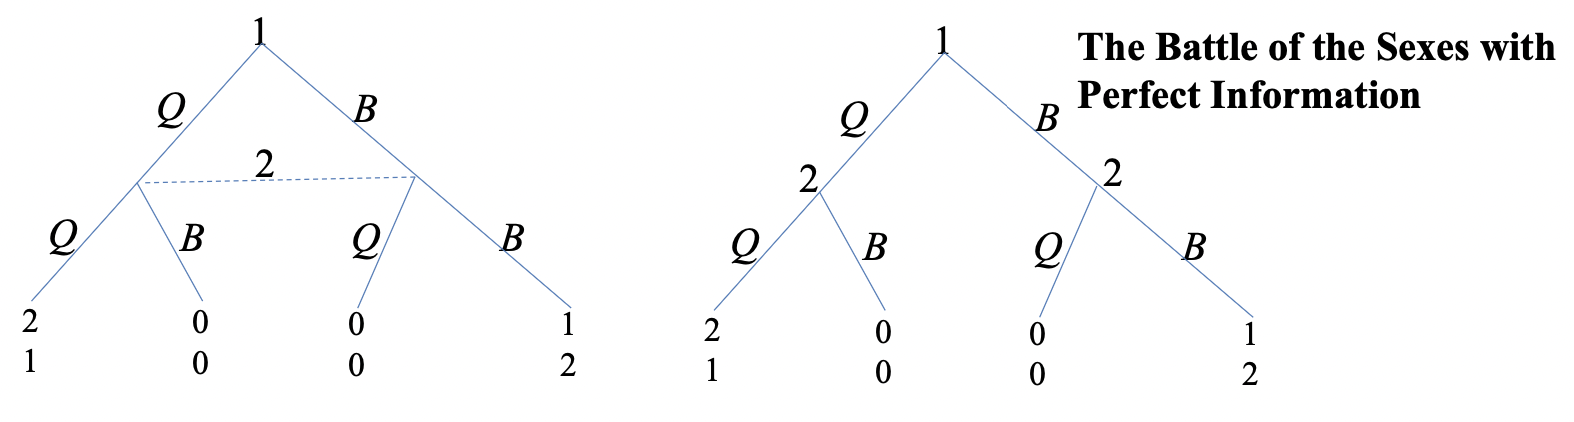 1
Q B
2
Q B Q B
2 0 0 1
1 0 0 2
The Battle of the Sexes with
Perfect Information
1
Q B
2 2
Q B Q B
2 0 0 1
1 0 0 2